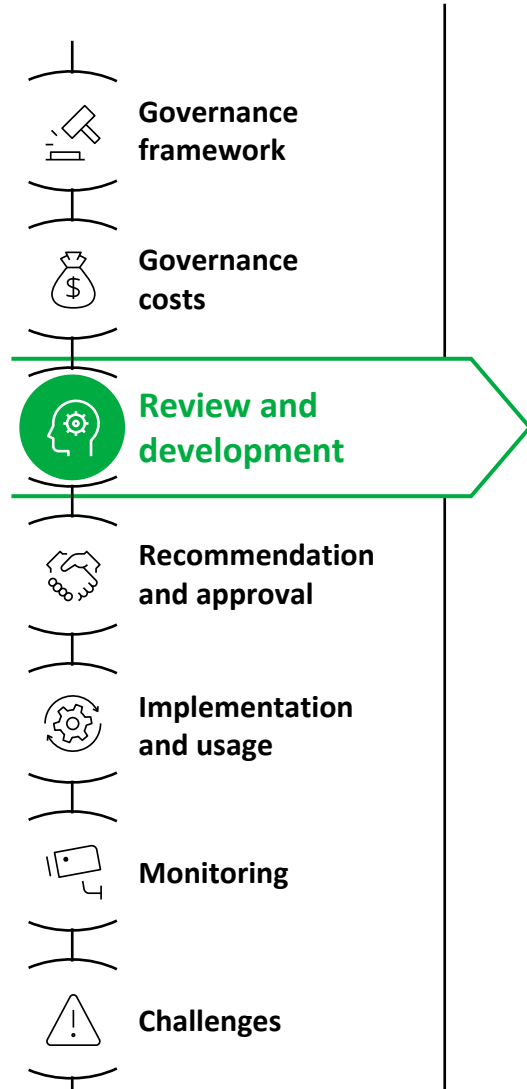 Governance
framework
$
Governance
costs
Review and
development
Recommendation
and approval
Implementation
and usage
Monitoring
Challenges